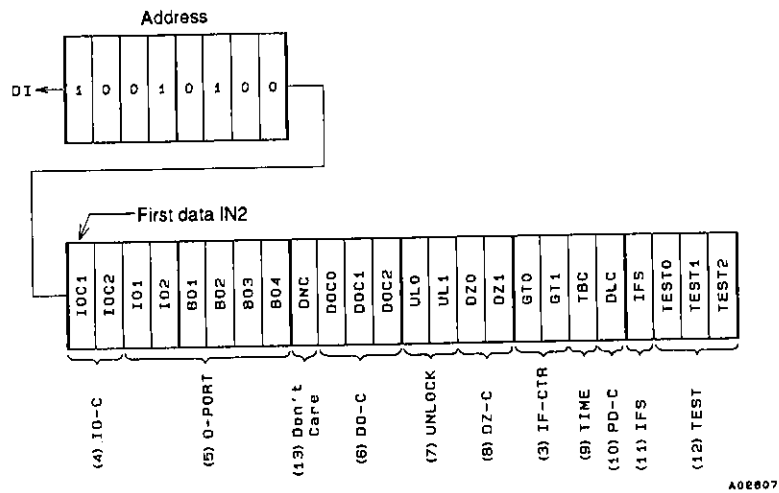 Address
DI
1 0 0 1 0 1 0 0
First data IN2
IOC1 IOC2 IO1 IO2 BO1 BO2 BO3 BO4 DNC DOC0 DOC1 DOC2 UL0 UL1 DZ0 DZ1 GT0 GT1 TBC DLC IFS TEST0 TEST1 TEST2
(4) IO-C
(5) O-PORT
(13) Don't
Care
(6) DO-C
(7) UNLOCK
(8) DZ-C
(3) IF-CTR
(9) TIME
(10) PD-C
(11) IFS
(12) TEST
A02607